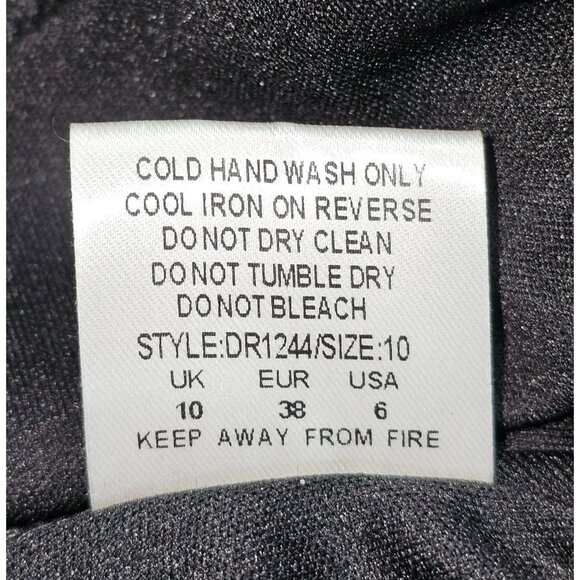 COLD HAND WASH ONLY
COOL IRON ON REVERSE
DO NOT DRY CLEAN
DO NOT TUMBLE DRY
DO NOT BLEACH
STYLE:DR1244/SIZE:10
UK EUR USA
10 38 6
KEEP AWAY FROM FIRE